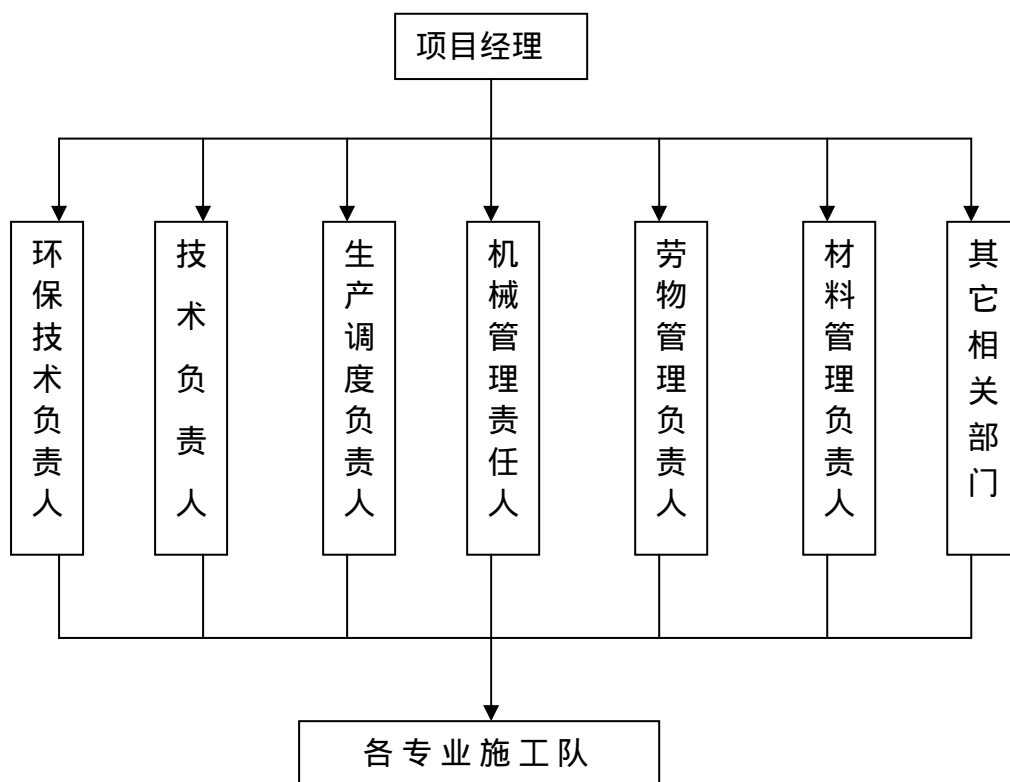 项目经理
环保技术负责人
技术负责人
生产调度负责人
机械管理责任人
劳物管理负责人
材料管理负责人
其它相关部门
各专业施工队